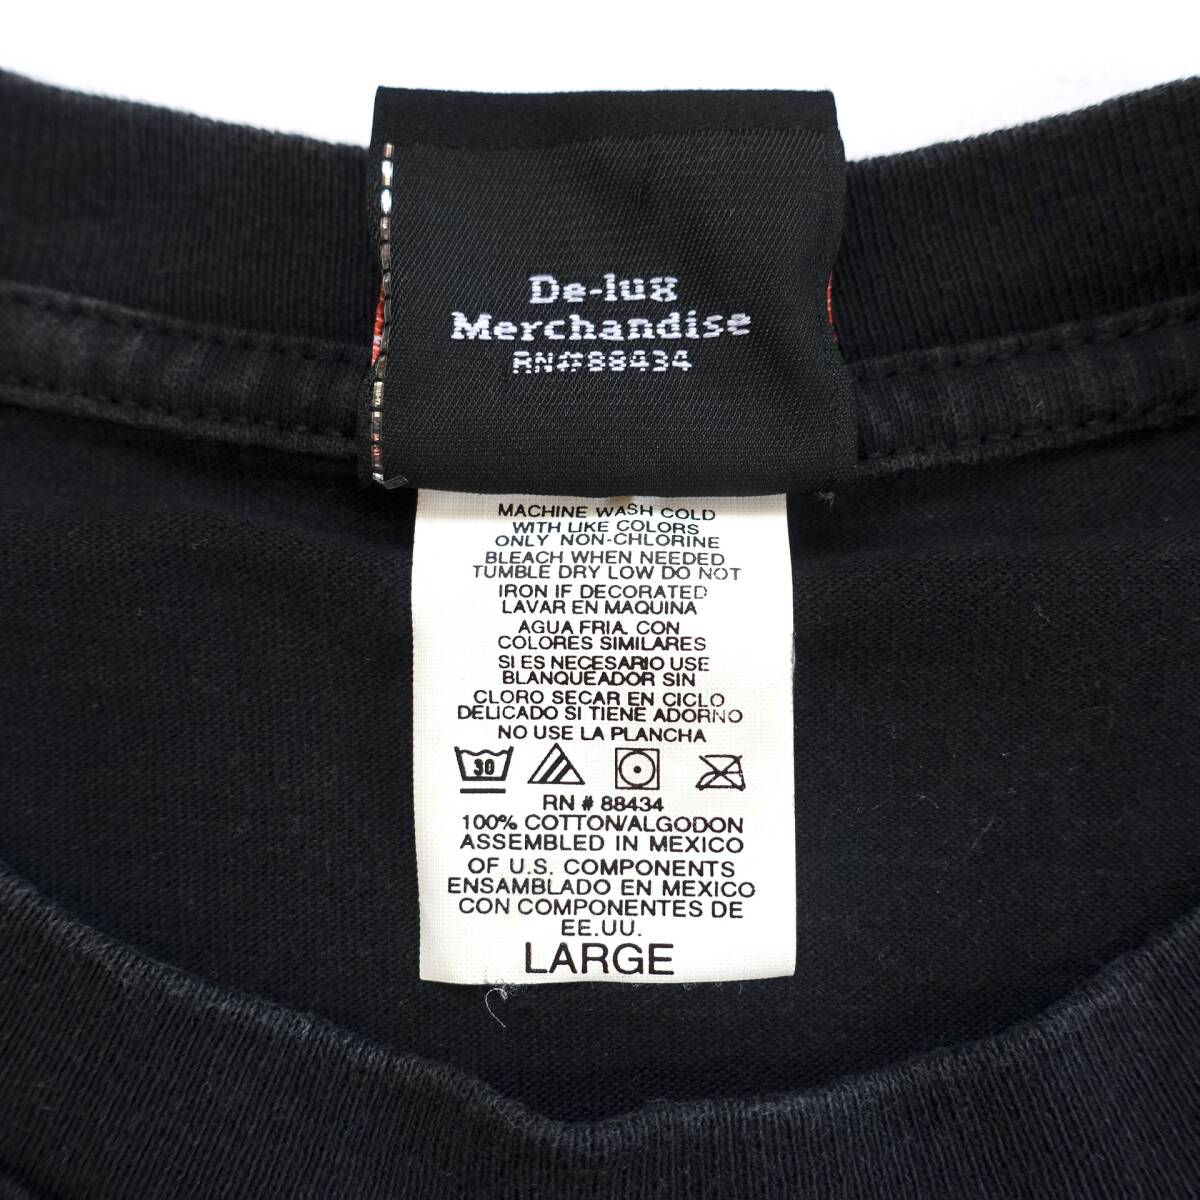 De-lux
Merchandise
RN#88434
MACHINE WASH COLD
WITH LIKE COLORS
ONLY NON-CHLORINE
BLEACH WHEN NEEDED
TUMBLE DRY LOW DO NOT
IRON IF DECORATED
LAVAR EN MAQUINA
AGUA FRIA. CON
COLORES SIMILARES
SI ES NECESARIO USE
BLANQUEADOR SIN
CLORO SECAR EN CICLO
DELICADO SI TIENE ADORNO
NO USE LA PLANCHA
30
RN # 88434
100% COTTON/ALGODON
ASSEMBLED IN MEXICO
OF U.S. COMPONENTS
ENSAMBLADO EN MEXICO
CON COMPONENTES DE
EE.UU.
LARGE